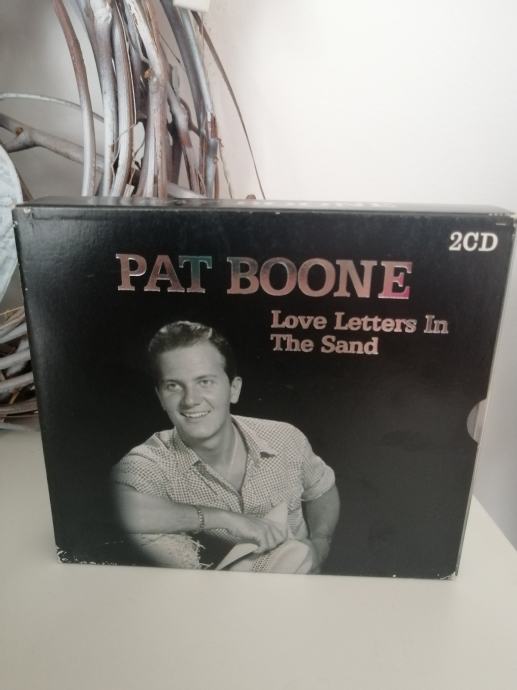 2CD
PAT BOONE
Love Letters In
The Sand